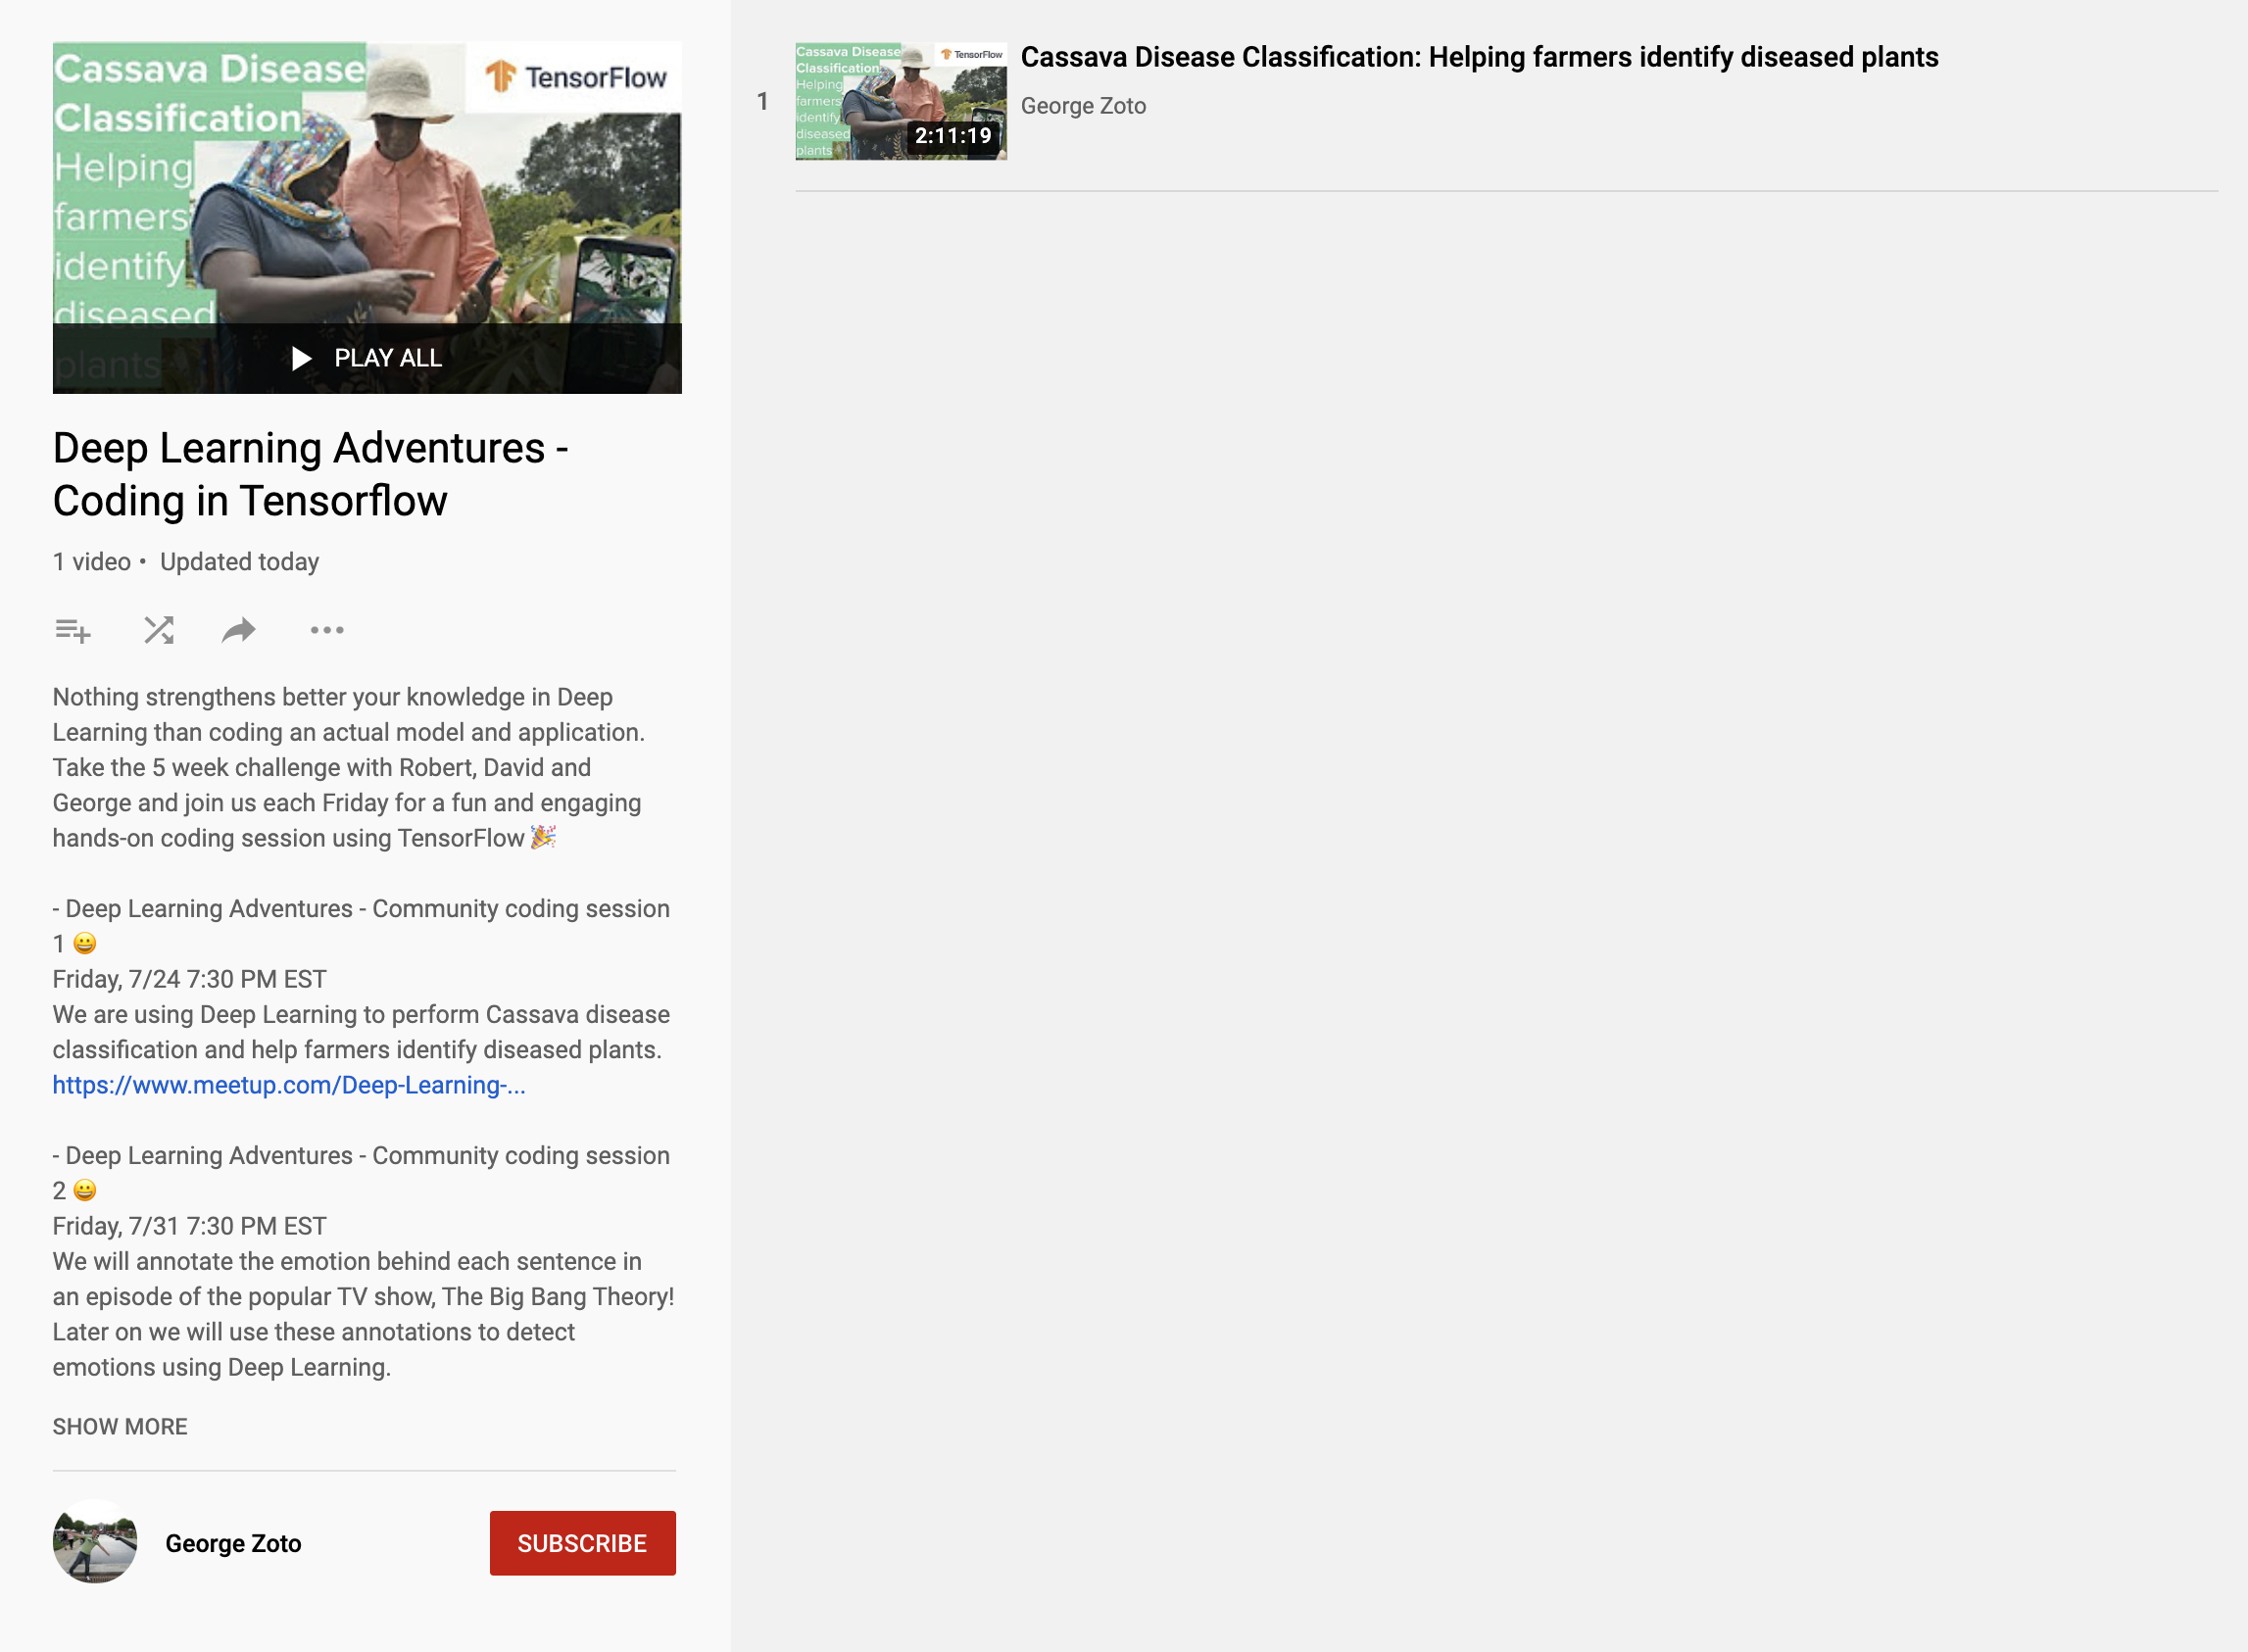 Cassava Disease
Classification
Helping
farmers
identify
diseased
plants
TensorFlow
PLAY ALL
Deep Learning Adventures -
Coding in Tensorflow
1 video • Updated today
Nothing strengthens better your knowledge in Deep
Learning than coding an actual model and application.
Take the 5 week challenge with Robert, David and
George and join us each Friday for a fun and engaging
hands-on coding session using TensorFlow 🎉
- Deep Learning Adventures - Community coding session
1 😀
Friday, 7/24 7:30 PM EST
We are using Deep Learning to perform Cassava disease
classification and help farmers identify diseased plants.
https://www.meetup.com/Deep-Learning-...
- Deep Learning Adventures - Community coding session
2 😀
Friday, 7/31 7:30 PM EST
We will annotate the emotion behind each sentence in
an episode of the popular TV show, The Big Bang Theory!
Later on we will use these annotations to detect
emotions using Deep Learning.
SHOW MORE
George Zoto
SUBSCRIBE
1
Cassava Disease
Classification
Helping
farmers
identify
diseased
plants
TensorFlow
2:11:19
Cassava Disease Classification: Helping farmers identify diseased plants
George Zoto